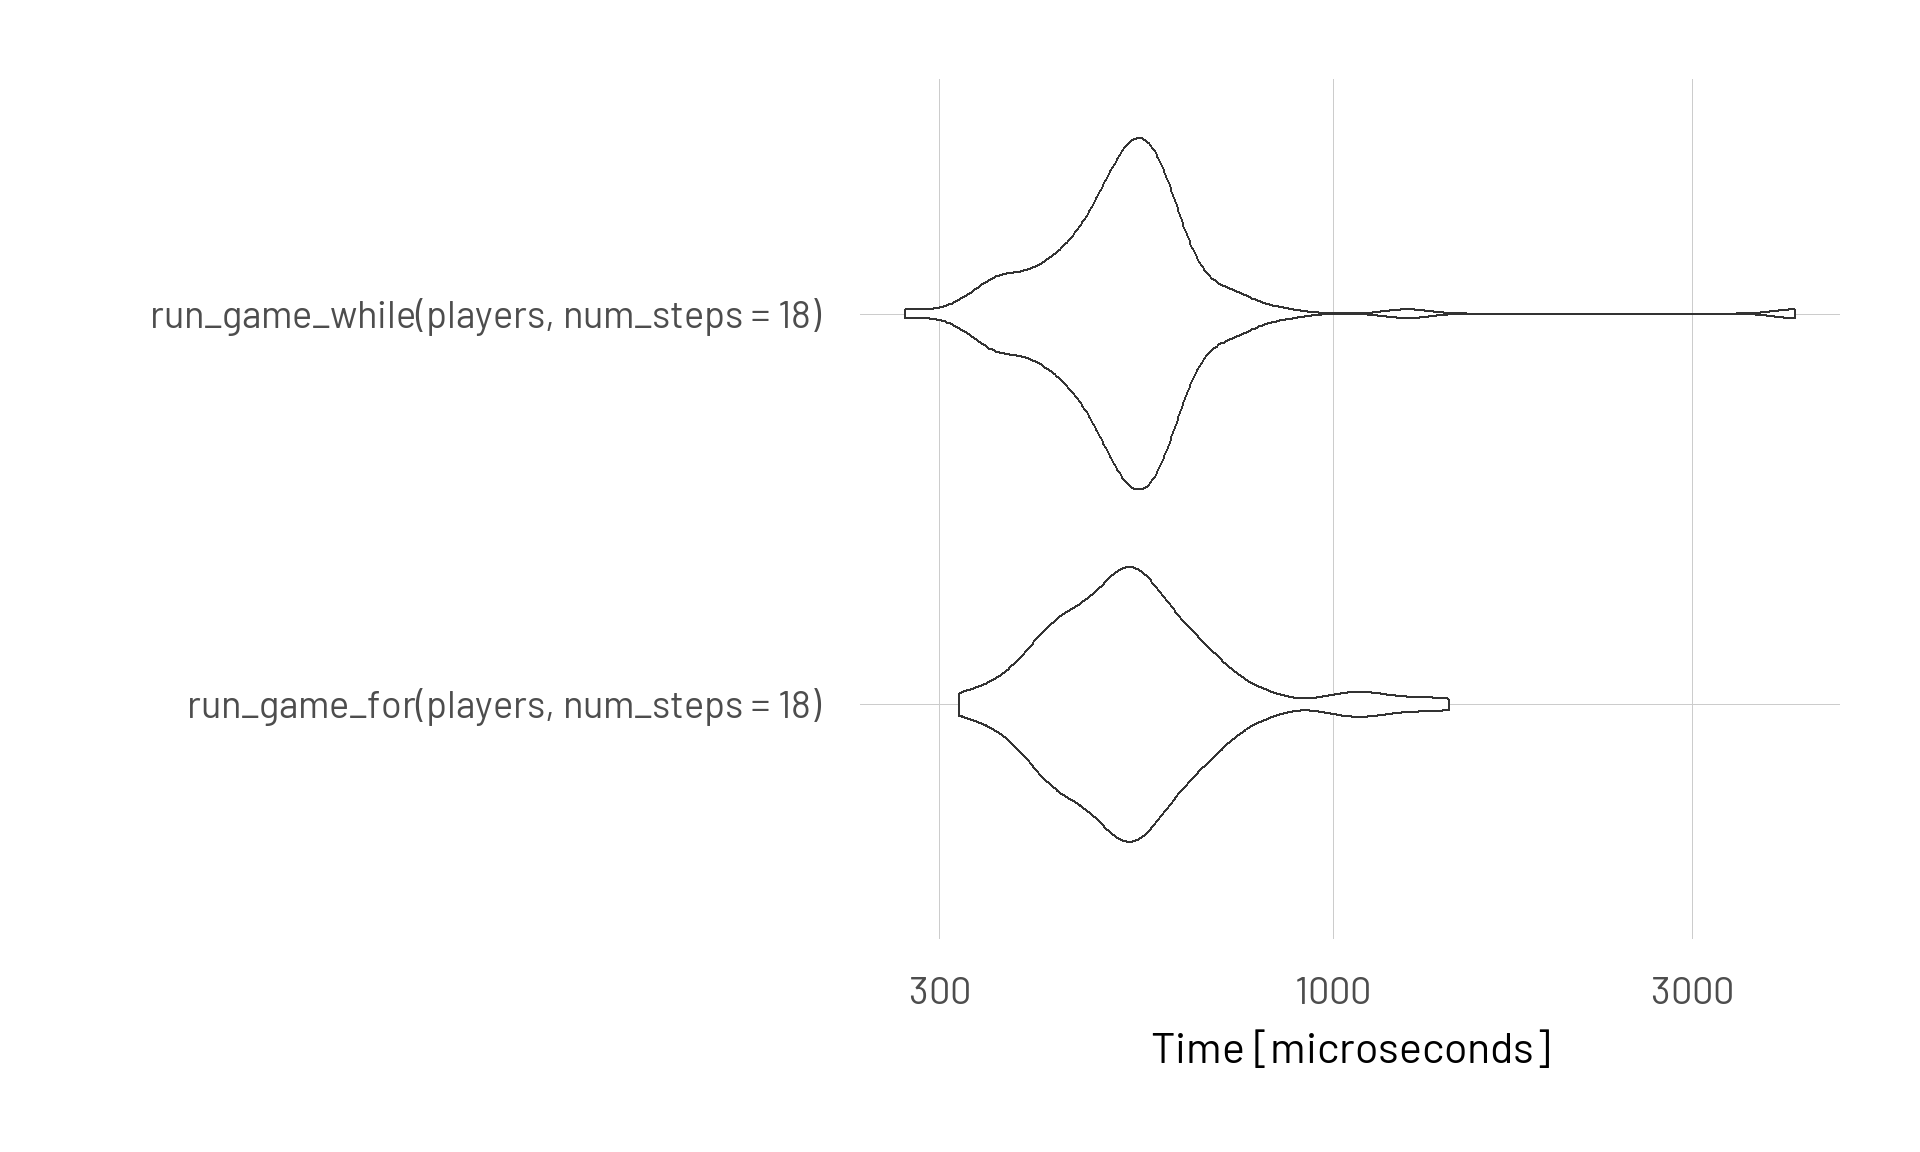 run_game_while(players, num_steps = 18)
run_game_for(players, num_steps = 18)
300 1000 3000
Time [microseconds]